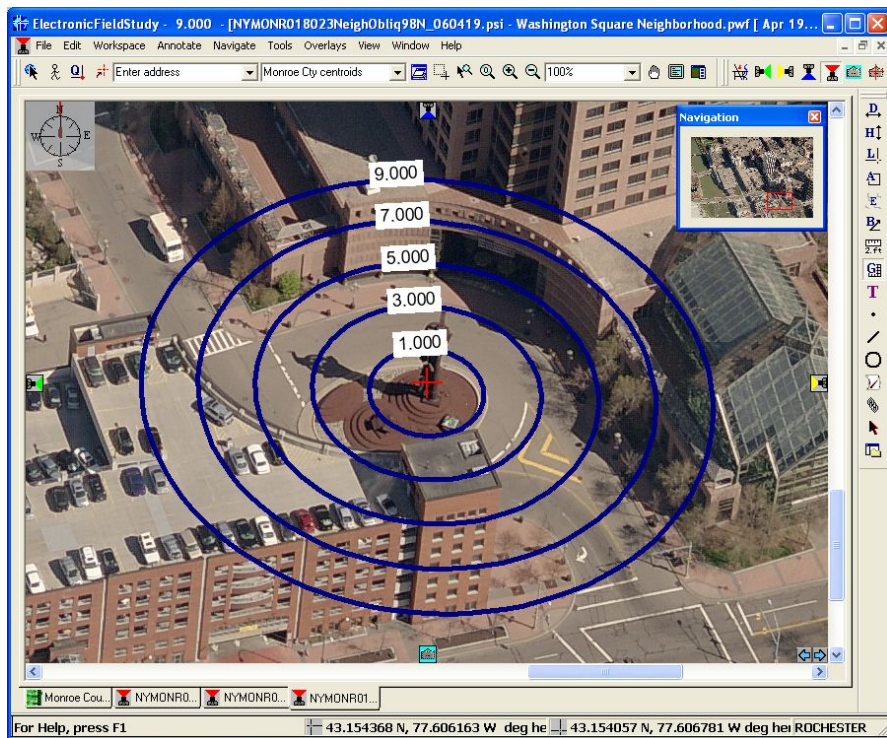 ElectronicFieldStudy - 9.000 - [NYMONR018023NeighObliq98N_060419.psi - Washington Square Neighborhood.pwf [ Apr 19...
File Edit Workspace Annotate Navigate Tools Overlays View Window Help
Enter address Monroe Cty centroids 100%
N
W E
S
Navigation
9.000
7.000
5.000
3.000
1.000
D
H
L
A
E
B
2.Ft
G
T
Monroe Cou... NYMONR0... NYMONR0... NYMONR01...
For Help, press F1 43.154368 N, 77.606163 W deg he 43.154057 N, 77.606781 W deg hei ROCHESTER